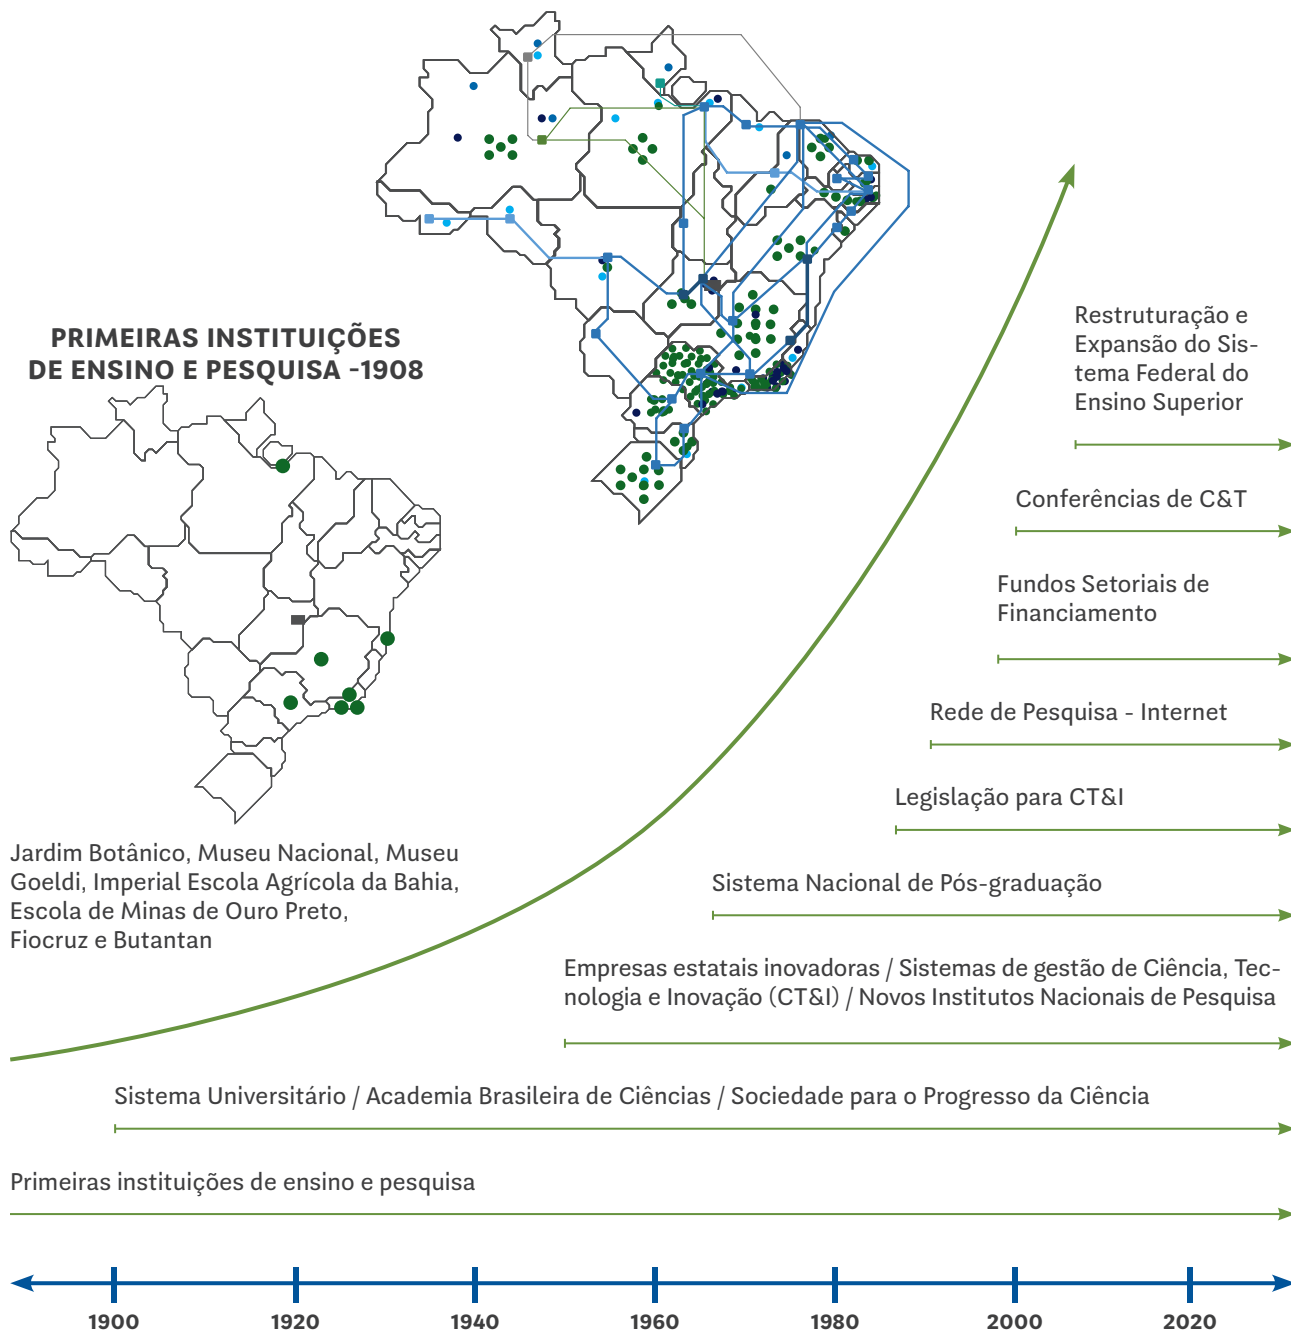 PRIMEIRAS INSTITUIÇÕES
DE ENSINO E PESQUISA -1908
Jardim Botânico, Museu Nacional, Museu
Goeldi, Imperial Escola Agrícola da Bahia,
Escola de Minas de Ouro Preto,
Fiocruz e Butantan
Restruturação e
Expansão do Sis-
tema Federal do
Ensino Superior
Conferências de C&T
Fundos Setoriais de
Financiamento
Rede de Pesquisa - Internet
Legislação para CT&I
Sistema Nacional de Pós-graduação
Empresas estatais inovadoras / Sistemas de gestão de Ciência, Tec-
nologia e Inovação (CT&I) / Novos Institutos Nacionais de Pesquisa
Sistema Universitário / Academia Brasileira de Ciências / Sociedade para o Progresso da Ciência
Primeiras instituições de ensino e pesquisa
1900 1920 1940 1960 1980 2000 2020